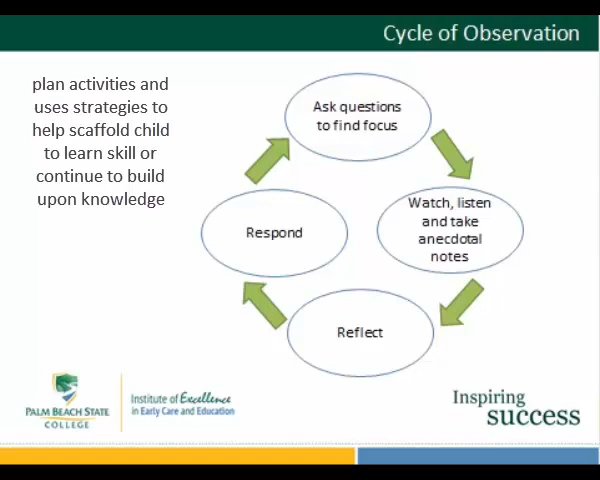 Cycle of Observation
plan activities and
uses strategies to
help scaffold child
to learn skill or
continue to build
upon knowledge
Ask questions
to find focus
Watch, listen
and take
anecdotal
notes
Reflect
Respond
PALM BEACH STATE
COLLEGE
Institute of Excellence
in Early Care and Education
Inspiring
success